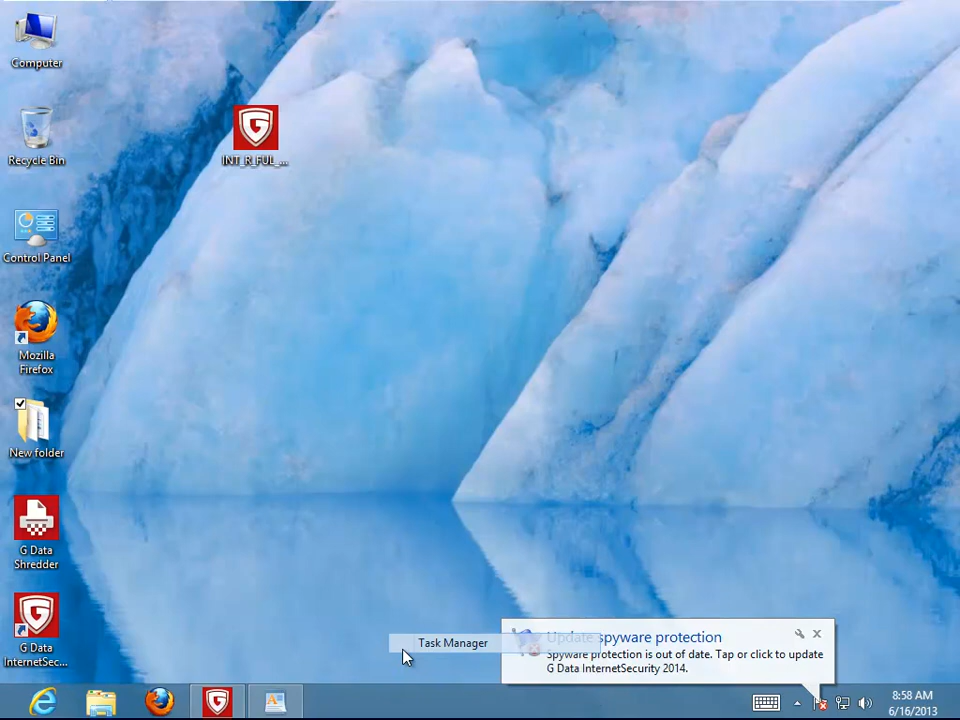 Computer
Recycle Bin
INT_R_FUL_...
Control Panel
Mozilla
Firefox
New folder
G Data
Shredder
G Data
InternetSec...
Task Manager
Update spyware protection
Spyware protection is out of date. Tap or click to update
G Data InternetSecurity 2014.
8:58 AM
6/16/2013